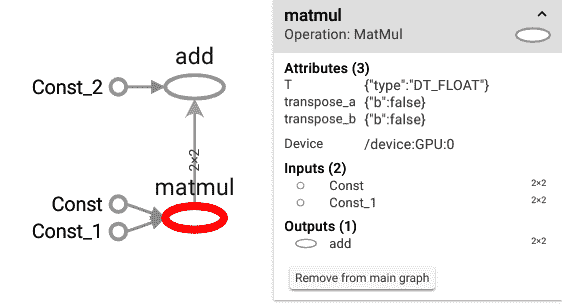 add
Const_2
2×2
matmul
Const
Const_1
matmul
Operation: MatMul
Attributes (3)
T {"type":"DT_FLOAT"}
transpose_a {"b":false}
transpose_b {"b":false}
Device /device:GPU:0
Inputs (2)
Const 2×2
Const_1 2×2
Outputs (1)
add 2×2
Remove from main graph